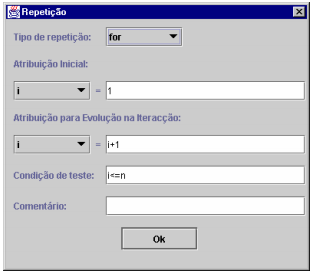 Repetição
Tipo de repetição: for
Atribuição Inicial:
i = 1
Atribuição para Evolução na Iteracção:
i = i+1
Condição de teste: i<=n
Comentário:
Ok